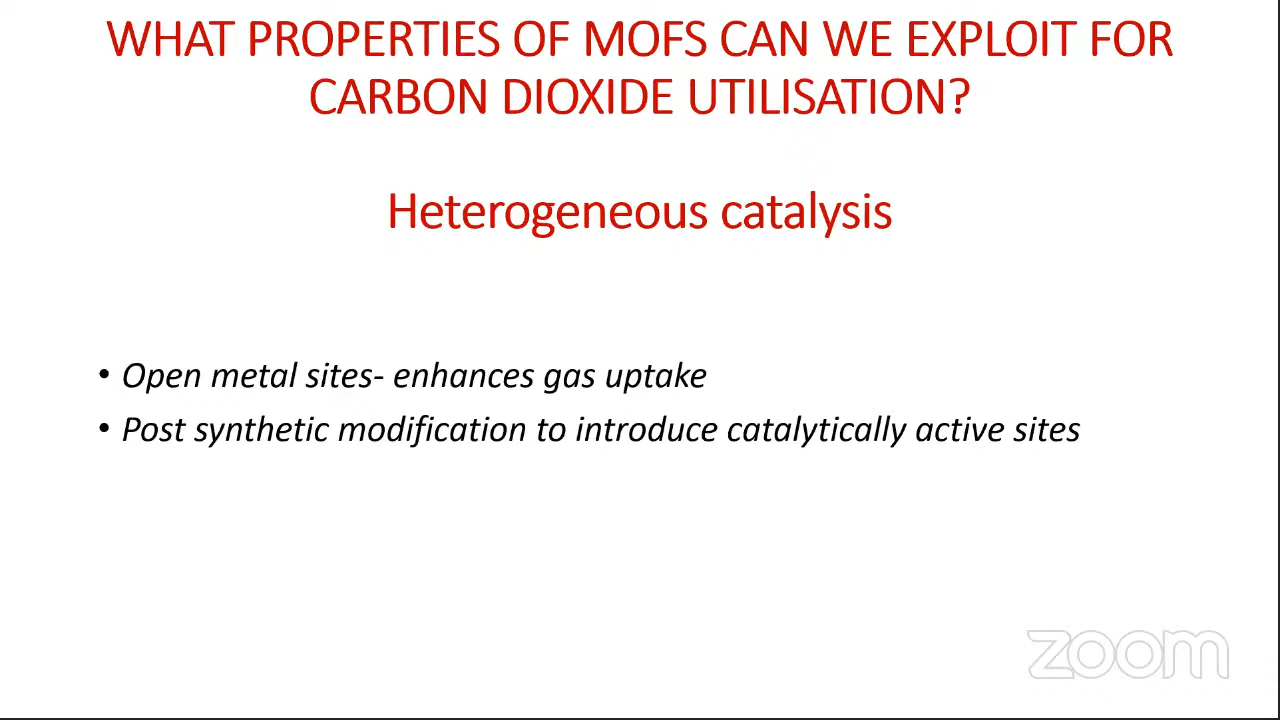 WHAT PROPERTIES OF MOFS CAN WE EXPLOIT FOR
CARBON DIOXIDE UTILISATION?
Heterogeneous catalysis
• Open metal sites- enhances gas uptake
• Post synthetic modification to introduce catalytically active sites
zoom